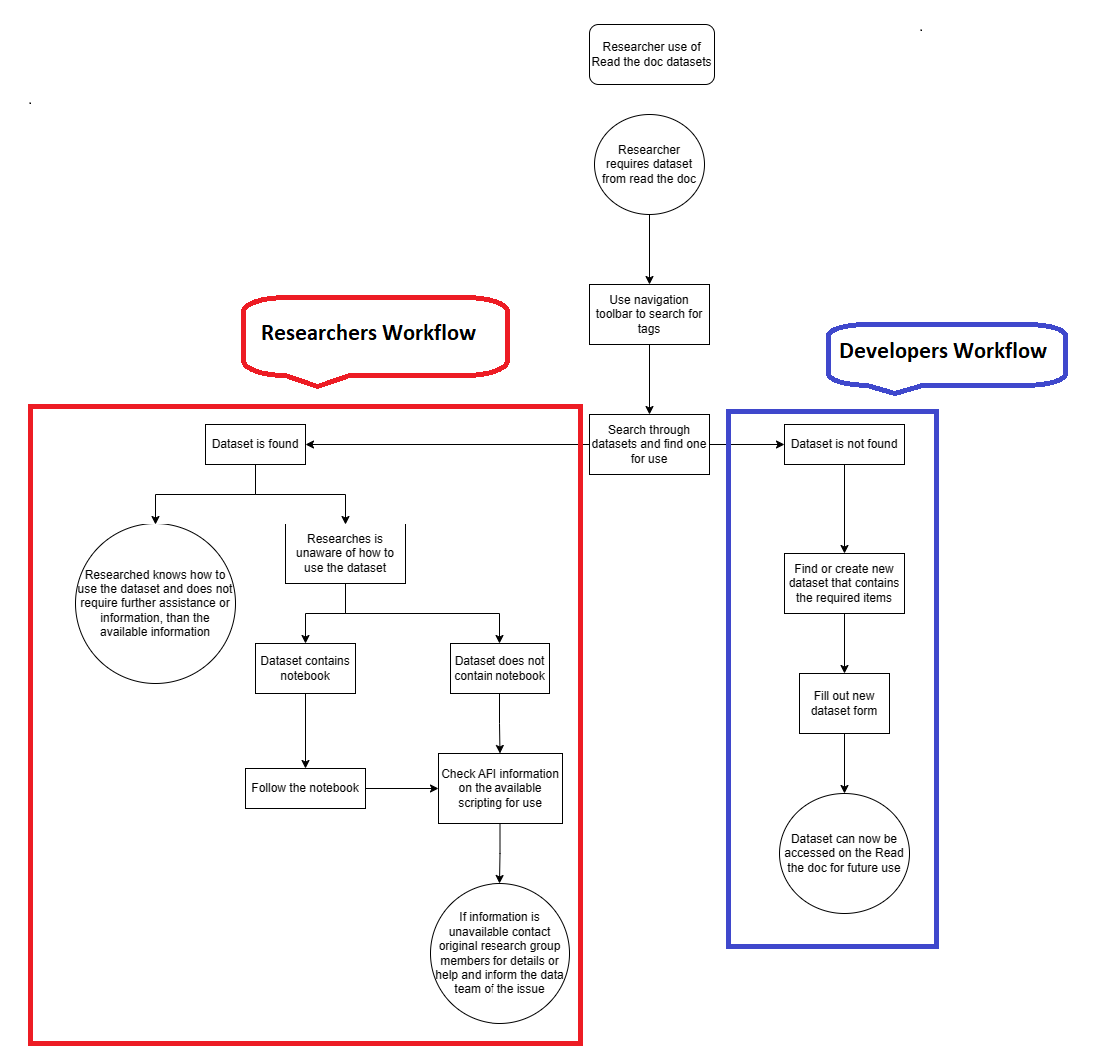 Researcher use of
Read the doc datasets
Researcher
requires dataset
from read the doc
Use navigation
toolbar to search for
tags
Researchers Workflow
Developers Workflow
Search through
datasets and find one
for use
Dataset is found
Dataset is not found
Researched knows how to
use the dataset and does not
require further assistance or
information, than the
available information
Researches is
unaware of how to
use the dataset
Find or create new
dataset that contains
the required items
Dataset contains
notebook
Dataset does not
contain notebook
Fill out new
dataset form
Follow the notebook
Check API information
on the available
scripting for use
Dataset can now be
accessed on the Read
the doc for future use
If information is
unavailable contact
original research group
members for details or
help and inform the data
team of the issue